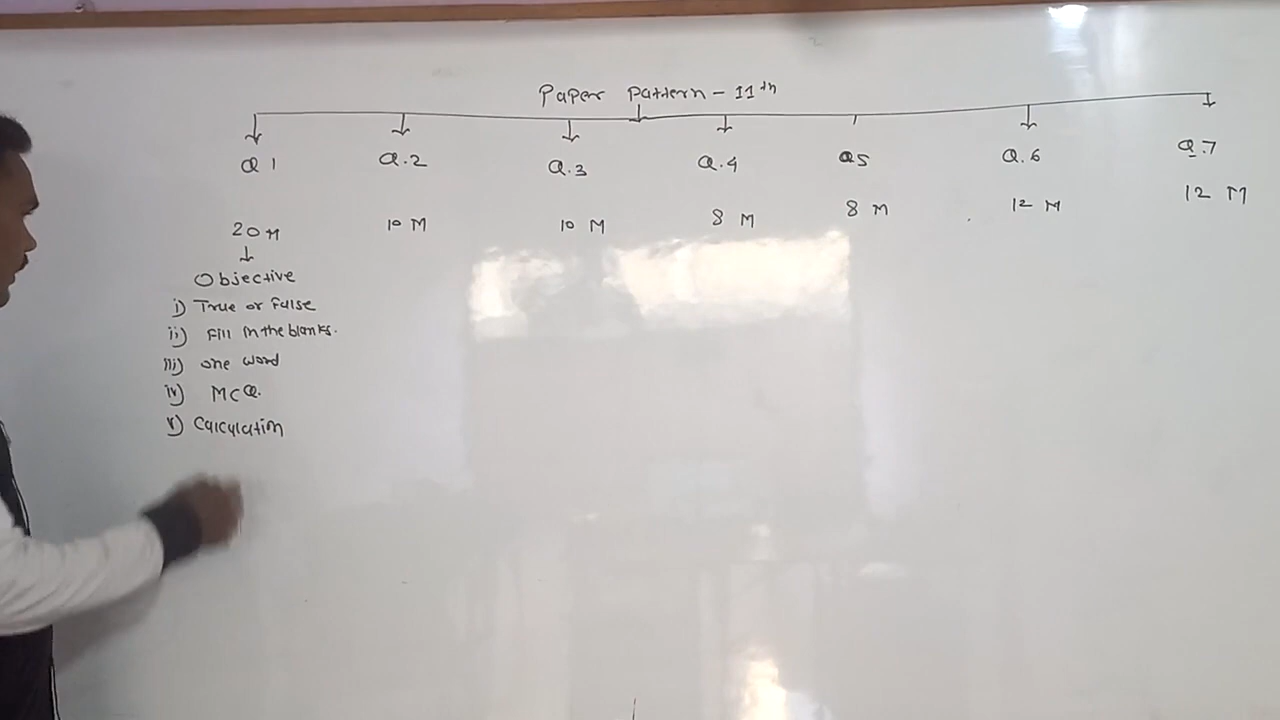 Paper Pattern - 11th
Q 1 Q.2 Q.3 Q.4 Q5 Q.6 Q.7
20M 10 M 10 M 8 M 8 M 12 M 12 M
Objective
i) True or False
ii) Fill in the blanks.
iii) one word
iv) MCQ.
v) Calculation